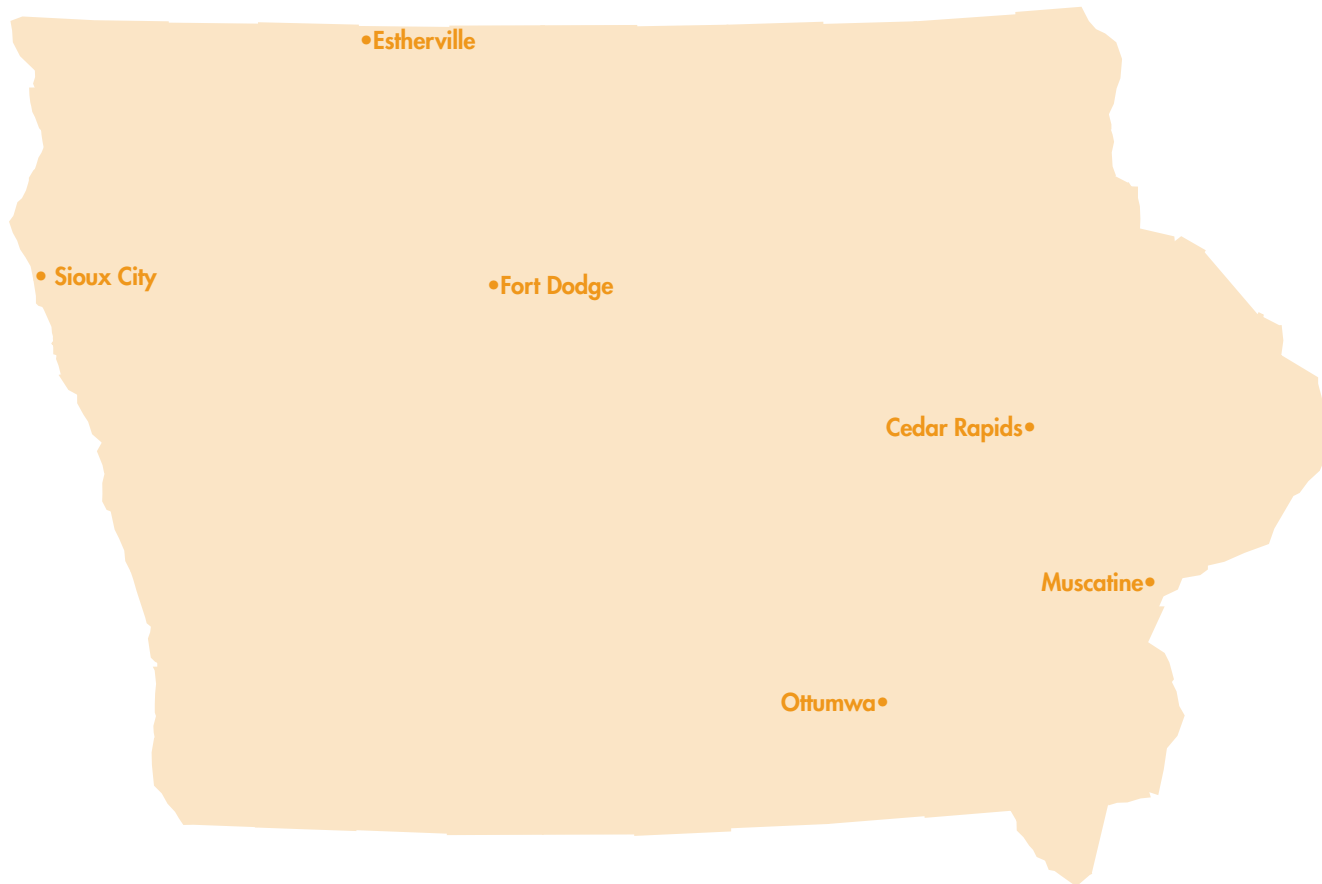 Estherville
Sioux City
Fort Dodge
Cedar Rapids
Muscatine
Ottumwa